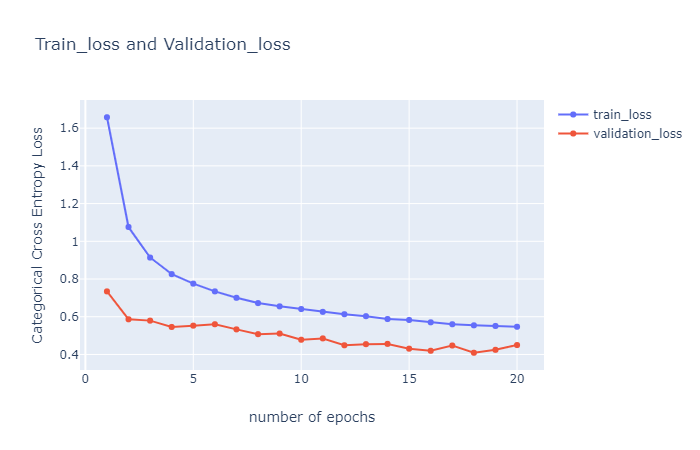 Train_loss and Validation_loss
train_loss
validation_loss
Categorical Cross Entropy Loss
1.6
1.4
1.2
1
0.8
0.6
0.4
0 5 10 15 20
number of epochs